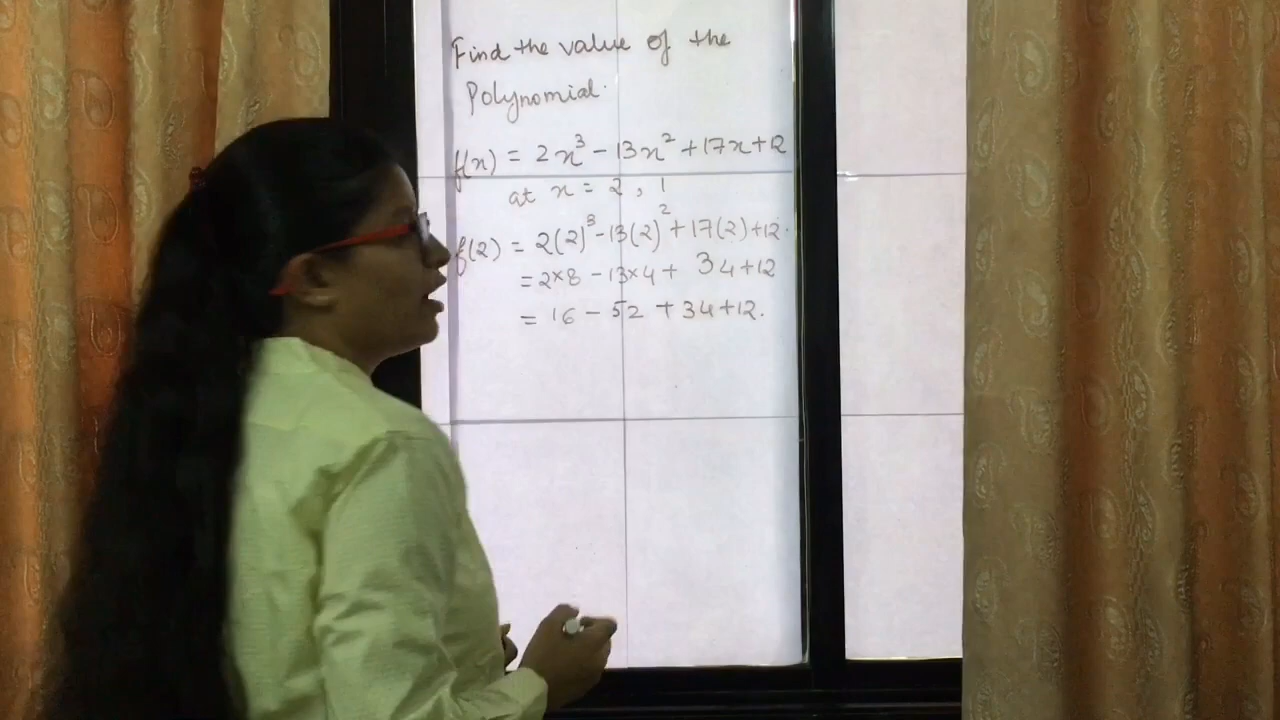 Find the value of the
Polynomial.
f(x) = 2x³ - 13x² + 17x + 12
at x = 2, 1
f(2) = 2(2)³ - 13(2)² + 17(2) + 12.
= 2×8 - 13×4 + 34 + 12
= 16 - 52 + 34 + 12.